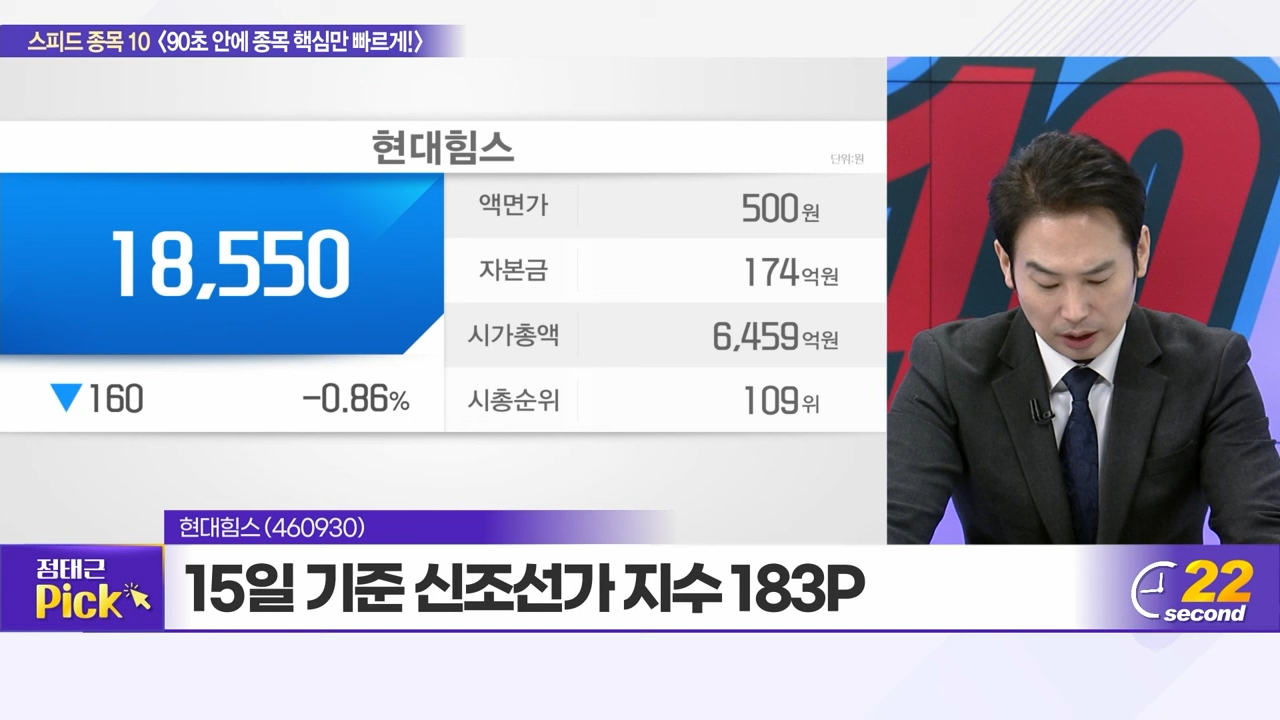 스피드 종목 10 <90초 안에 종목 핵심만 빠르게!>
현대힘스
단위:원
18,550
▼160 -0.86%
액면가 500원
자본금 174억원
시가총액 6,459억원
시총순위 109위
10
현대힘스 (460930)
정태근
Pick
15일 기준 신조선가 지수 183P
22
second